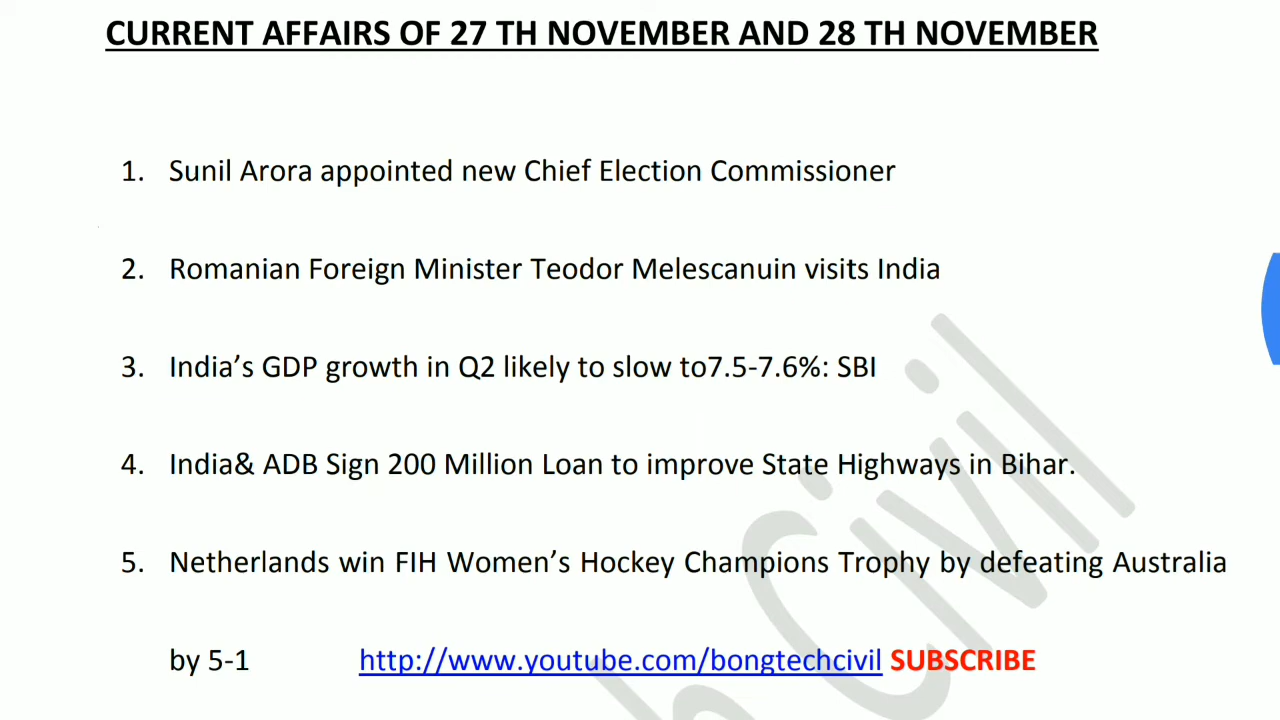 CURRENT AFFAIRS OF 27 TH NOVEMBER AND 28 TH NOVEMBER
1. Sunil Arora appointed new Chief Election Commissioner
2. Romanian Foreign Minister Teodor Melescanuin visits India
3. India’s GDP growth in Q2 likely to slow to7.5-7.6%: SBI
4. India& ADB Sign 200 Million Loan to improve State Highways in Bihar.
5. Netherlands win FIH Women’s Hockey Champions Trophy by defeating Australia
by 5-1 http://www.youtube.com/bongtechcivil SUBSCRIBE
h Civil